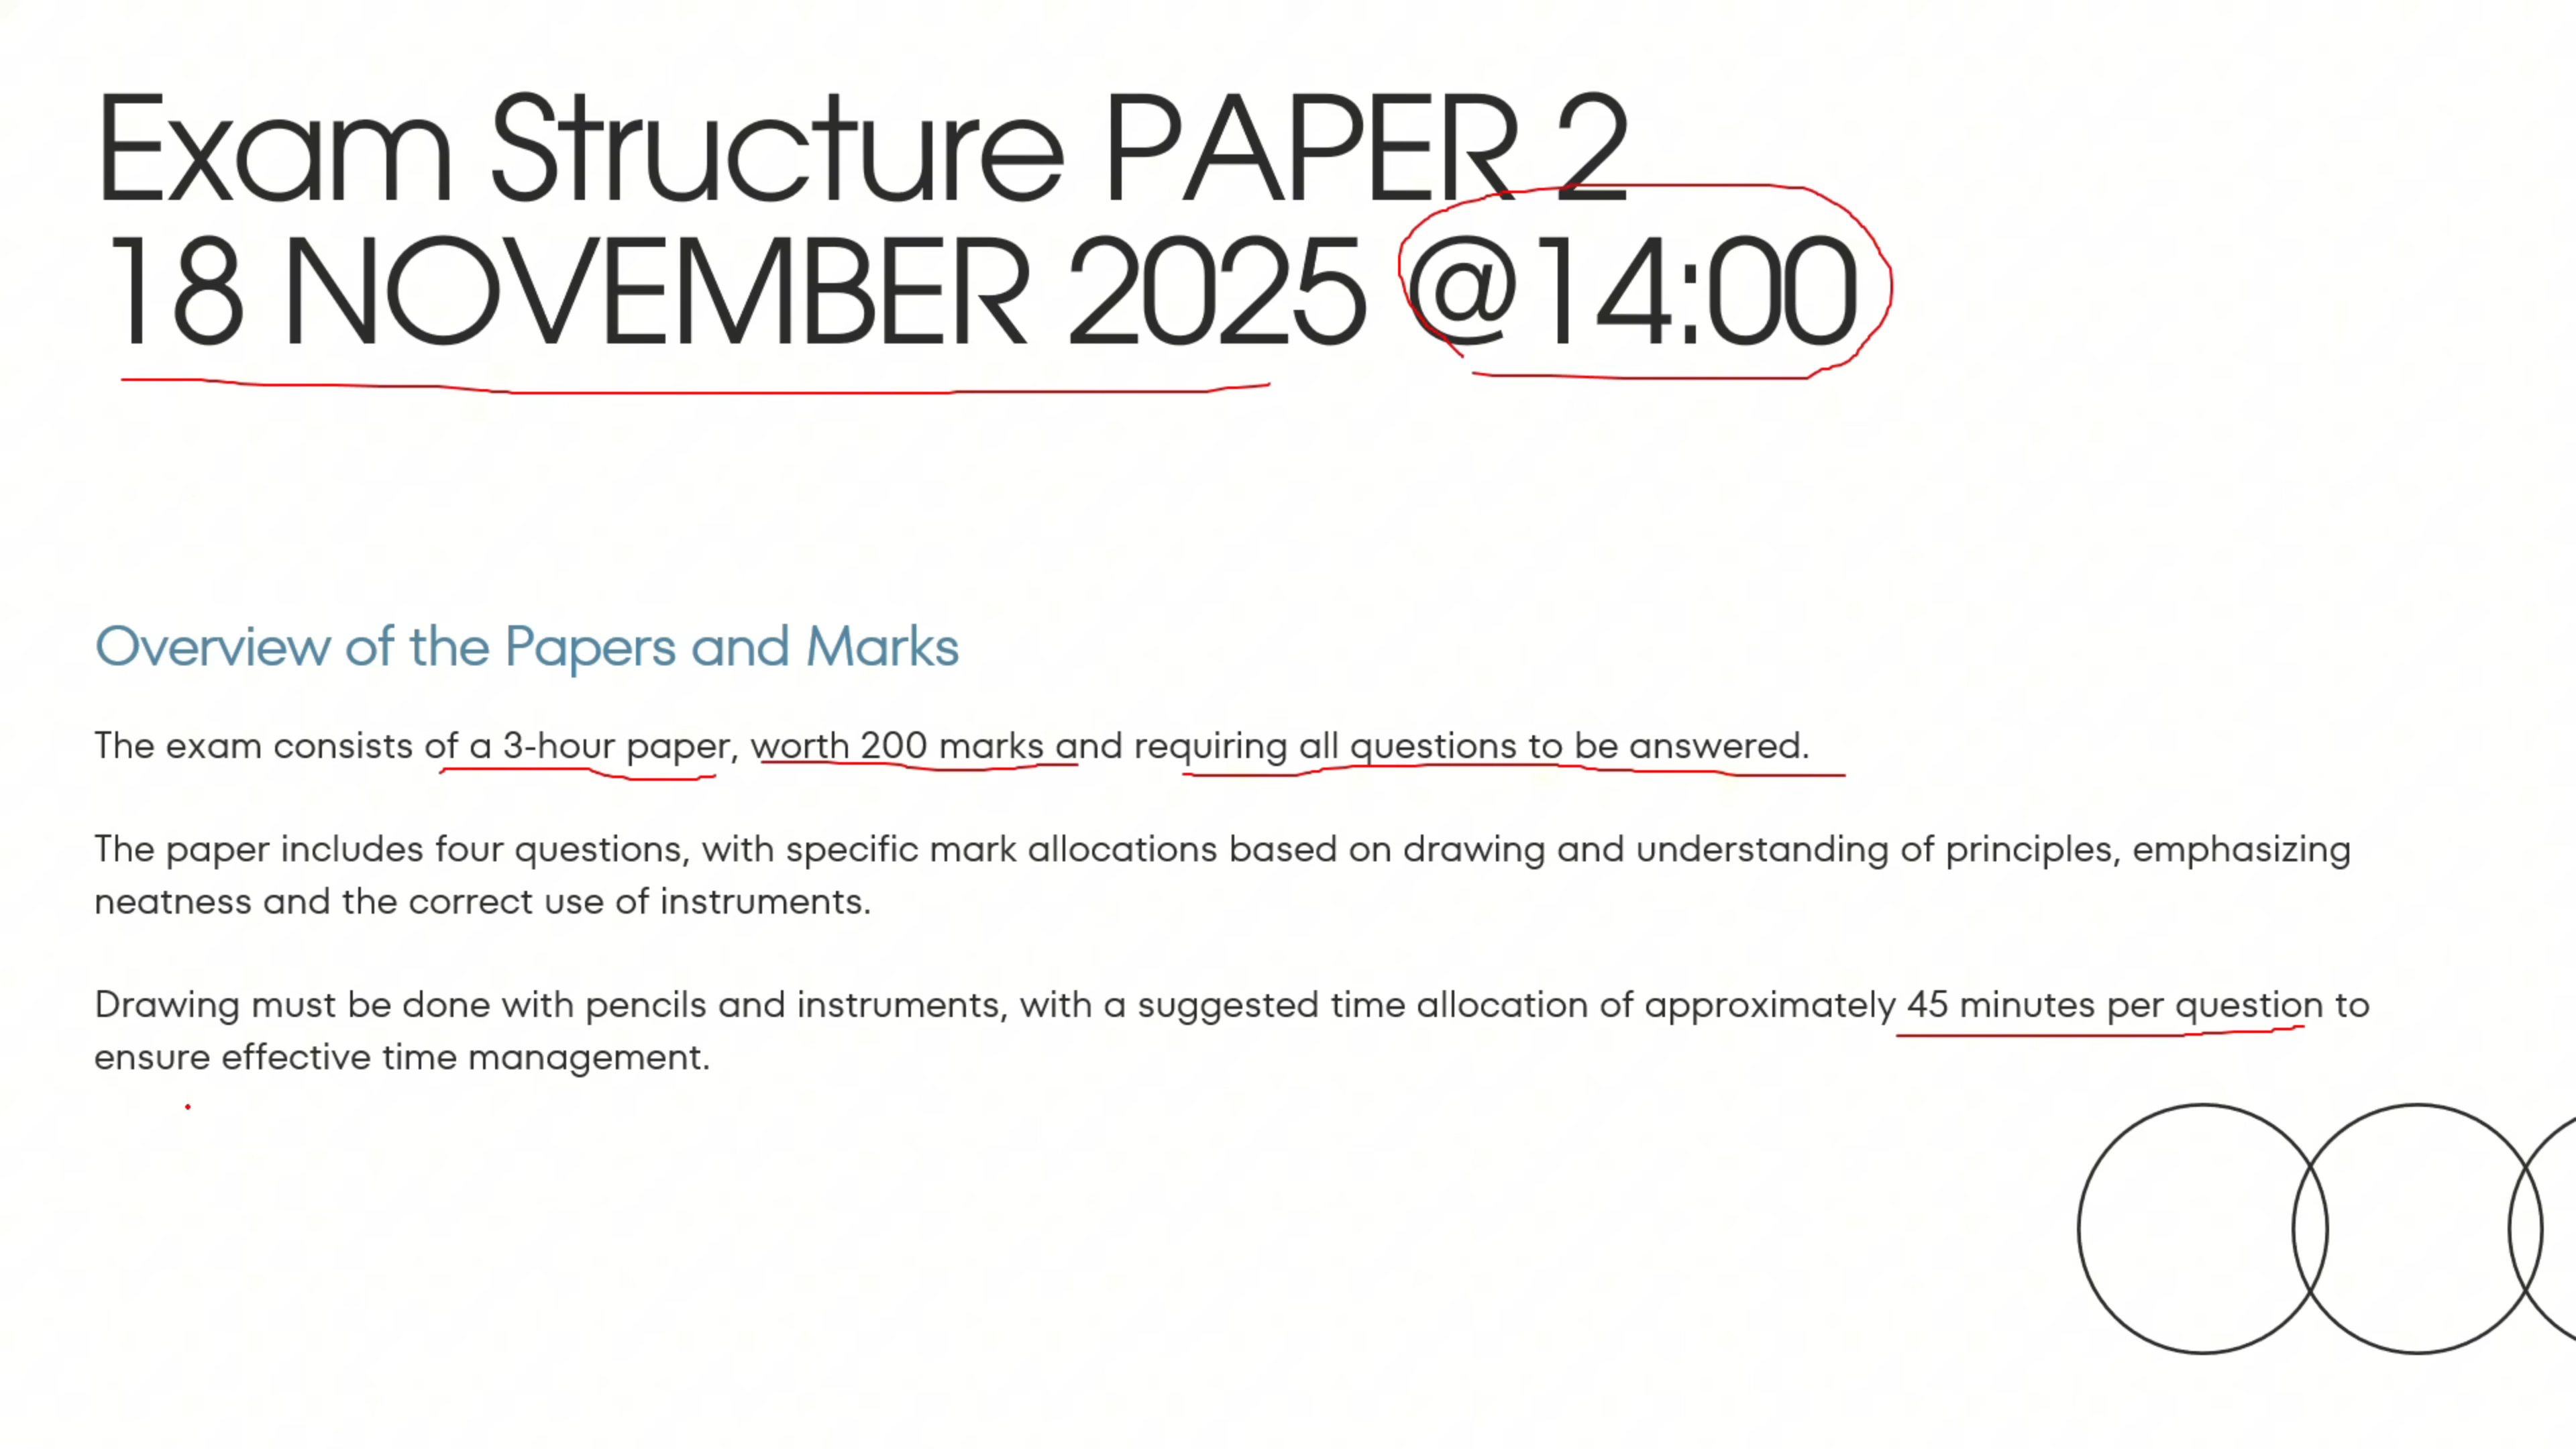 Exam Structure PAPER 2
18 NOVEMBER 2025 @14:00
Overview of the Papers and Marks
The exam consists of a 3-hour paper, worth 200 marks and requiring all questions to be answered.
The paper includes four questions, with specific mark allocations based on drawing and understanding of principles, emphasizing
neatness and the correct use of instruments.
Drawing must be done with pencils and instruments, with a suggested time allocation of approximately 45 minutes per question to
ensure effective time management.